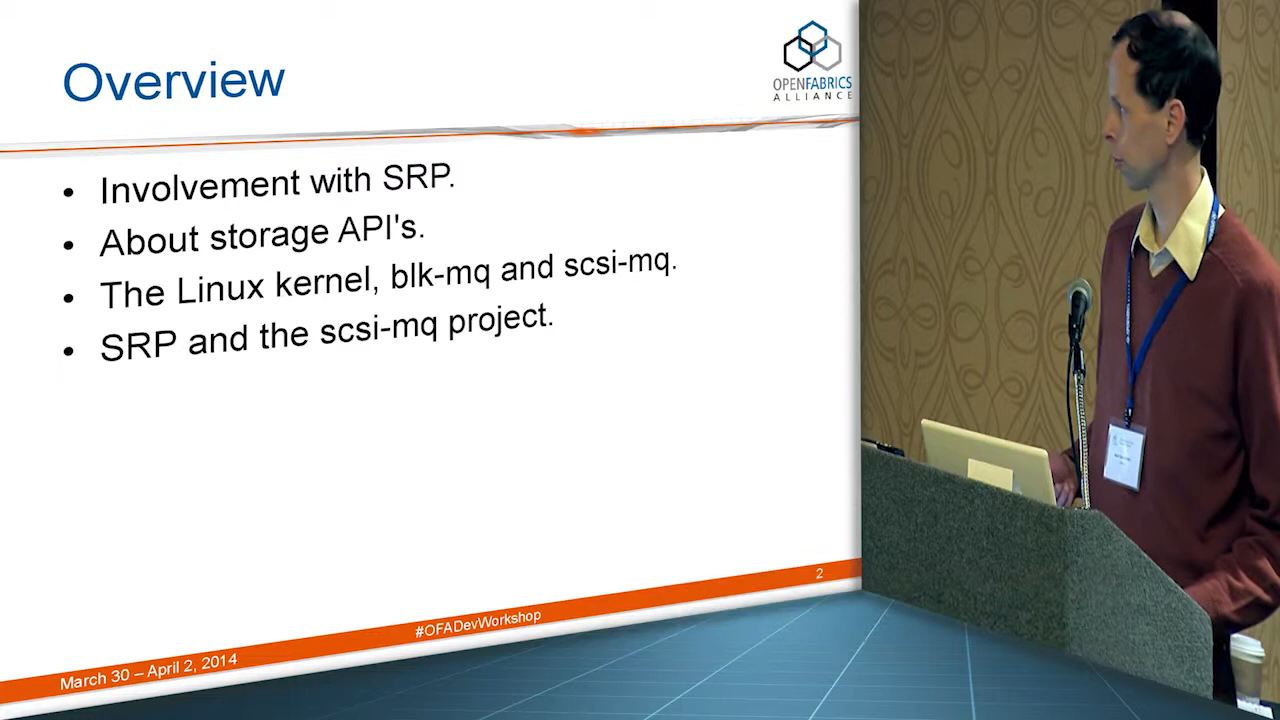 Overview
OPENFABRICS
ALLIANCE
• Involvement with SRP.
• About storage API's.
• The Linux kernel, blk-mq and scsi-mq.
• SRP and the scsi-mq project.
2
#OFADevWorkshop
March 30 – April 2, 2014